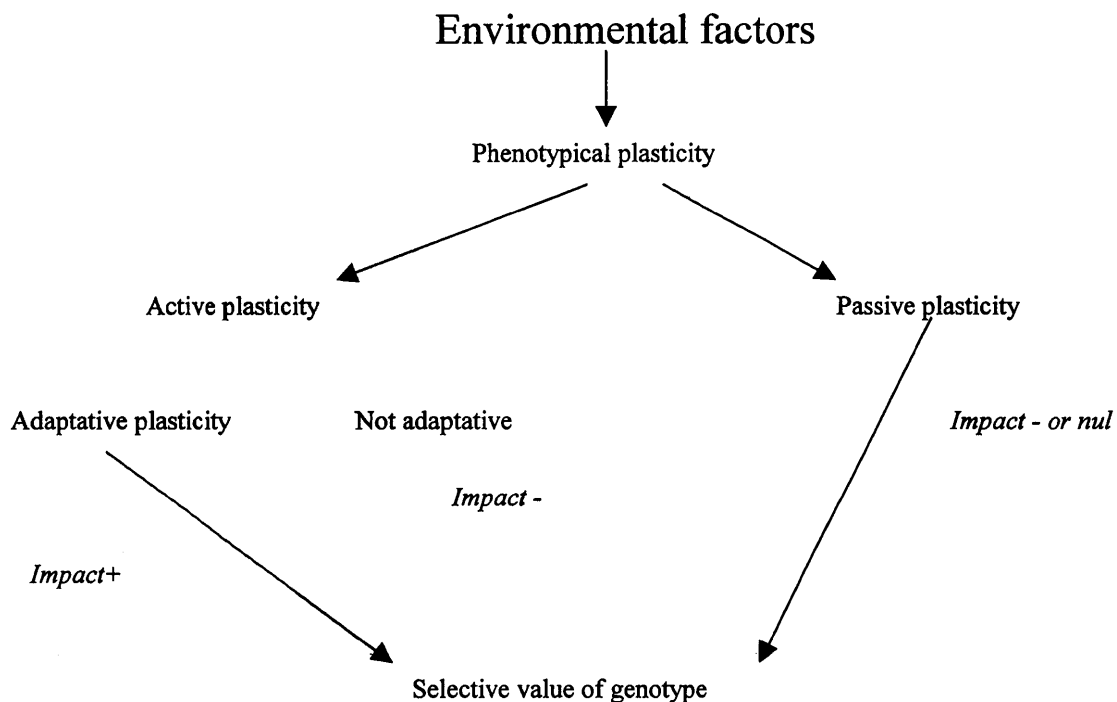 Environmental factors
Phenotypical plasticity
Active plasticity
Passive plasticity
Adaptative plasticity
Not adaptative
Impact - or nul
Impact -
Impact+
Selective value of genotype